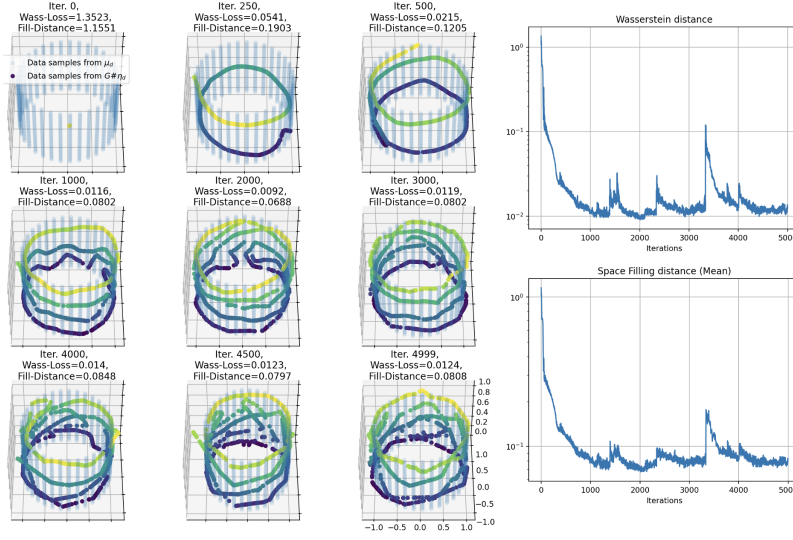 Iter. 0,
Wass-Loss=1.3523,
Fill-Distance=1.1551
Data samples from μd
Data samples from G#ηd
Iter. 250,
Wass-Loss=0.0541,
Fill-Distance=0.1903
Iter. 500,
Wass-Loss=0.0215,
Fill-Distance=0.1205
Iter. 1000,
Wass-Loss=0.0116,
Fill-Distance=0.0802
Iter. 2000,
Wass-Loss=0.0092,
Fill-Distance=0.0688
Iter. 3000,
Wass-Loss=0.0119,
Fill-Distance=0.0802
Iter. 4000,
Wass-Loss=0.014,
Fill-Distance=0.0848
Iter. 4500,
Wass-Loss=0.0123,
Fill-Distance=0.0797
Iter. 4999,
Wass-Loss=0.0124,
Fill-Distance=0.0808
1.0
0.8
0.6
0.4
0.2
0.0
1.0
0.5
0.0
−0.5
−1.0
−1.0 −0.5 0.0 0.5 1.0
Wasserstein distance
10⁰
10⁻¹
10⁻²
0 1000 2000 3000 4000 5000
Iterations
Space Filling distance (Mean)
10⁰
10⁻¹
0 1000 2000 3000 4000 5000
Iterations